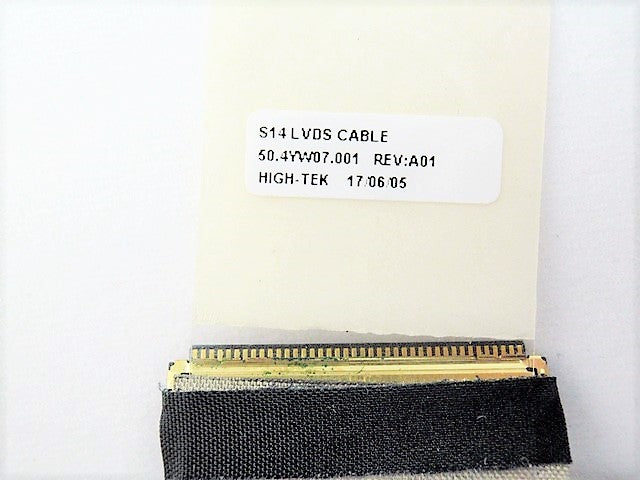 S14 LVDS CABLE
50.4YW07.001 REV:A01
HIGH-TEK 17/06/05